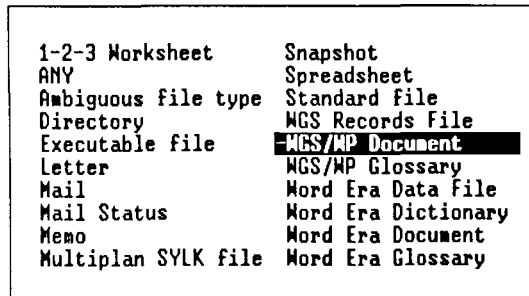 1-2-3 Worksheet
ANY
Ambiguous file type
Directory
Executable file
Letter
Mail
Mail Status
Memo
Multiplan SYLK file
Snapshot
Spreadsheet
Standard file
WGS Records File
-WGS/WP Document
WGS/WP Glossary
Word Era Data File
Word Era Dictionary
Word Era Document
Word Era Glossary